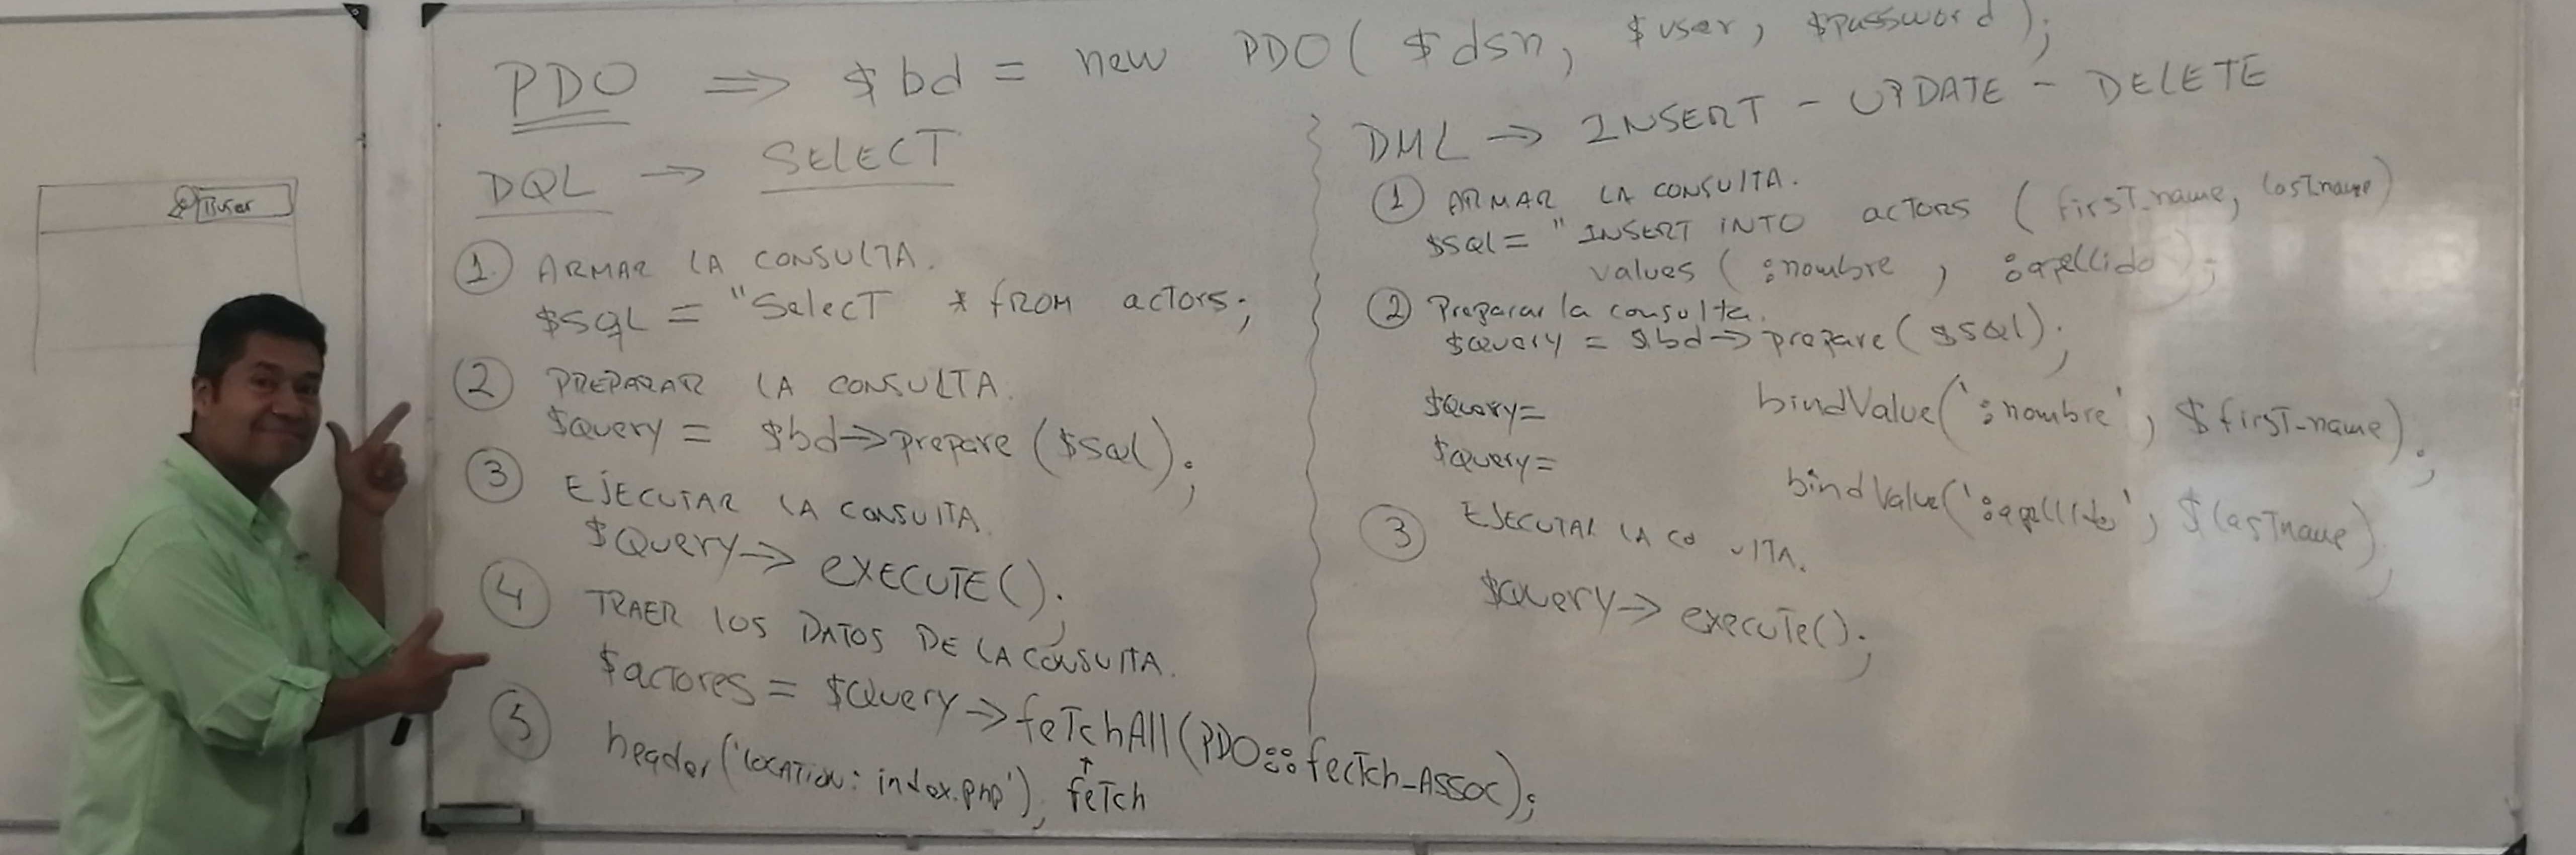 PDO => $bd = new PDO( $dsn, $user, $password);
DQL -> SELECT
① ARMAR LA CONSULTA.
$sqL = "SelecT * fROM actors;
② PREPARAR LA CONSULTA.
$query = $bd->prepare ($sql);
③ EJECUTAR LA CONSULTA.
$Query-> EXECUTE();
④ TRAER LOS DATOS DE LA CONSULTA.
$actores = $Query->feTchAll(PDO::fecTch_Assoc);
⑤ header('LOCATION: index.php'); feTch
DML -> INSERT - UPDATE - DELETE
① ARMAR LA CONSULTA.
$sql= "INSERT INTO acTORS (firsT_name, lasTname)
values ( :nombre , :apellido);
② Preparar la consulta.
$query = $bd-> prepare($sql);
$Query= bindValue(':nombre', $firsT_name);
$Query= bindValue(':apellido', $lasTname);
③ EJECUTAR LA CO ULTA.
$Query-> execuTe();
user